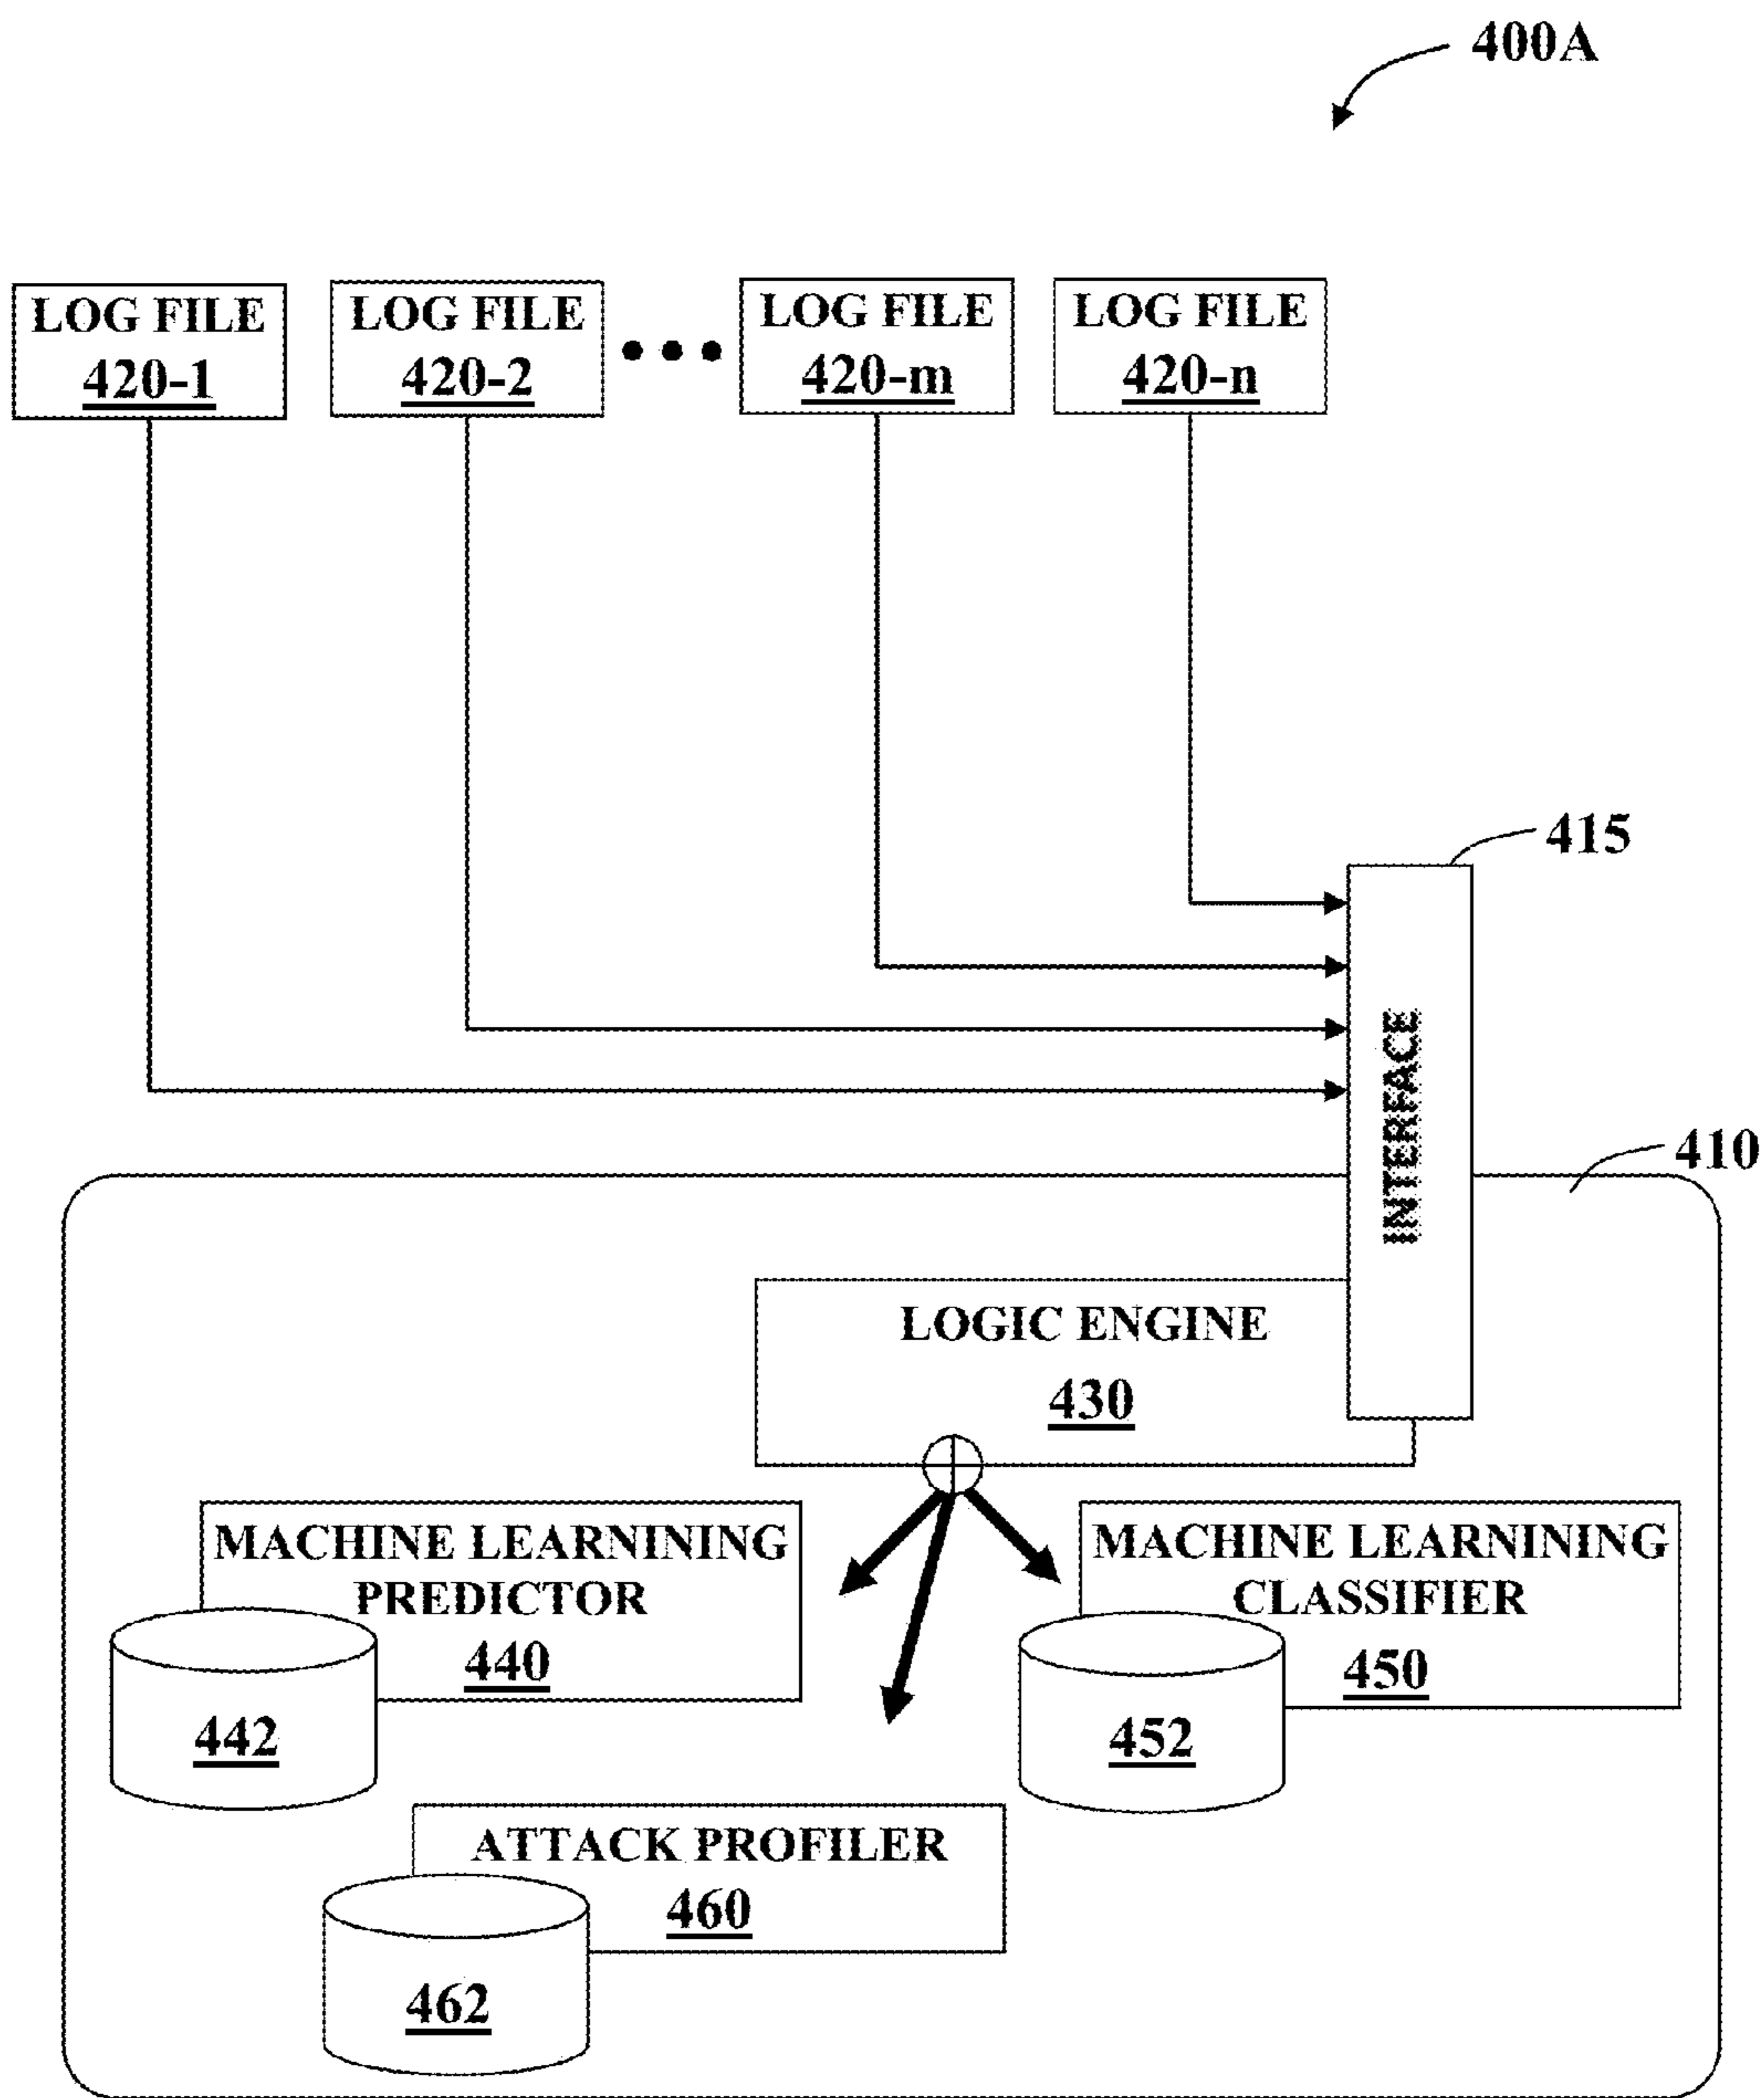 400A
LOG FILE
420-1
LOG FILE
420-2
LOG FILE
420-m
LOG FILE
420-n
415
INTERFACE
410
LOGIC ENGINE
430
MACHINE LEARNINING
PREDICTOR
440
442
MACHINE LEARNINING
CLASSIFIER
450
452
ATTACK PROFILER
460
462